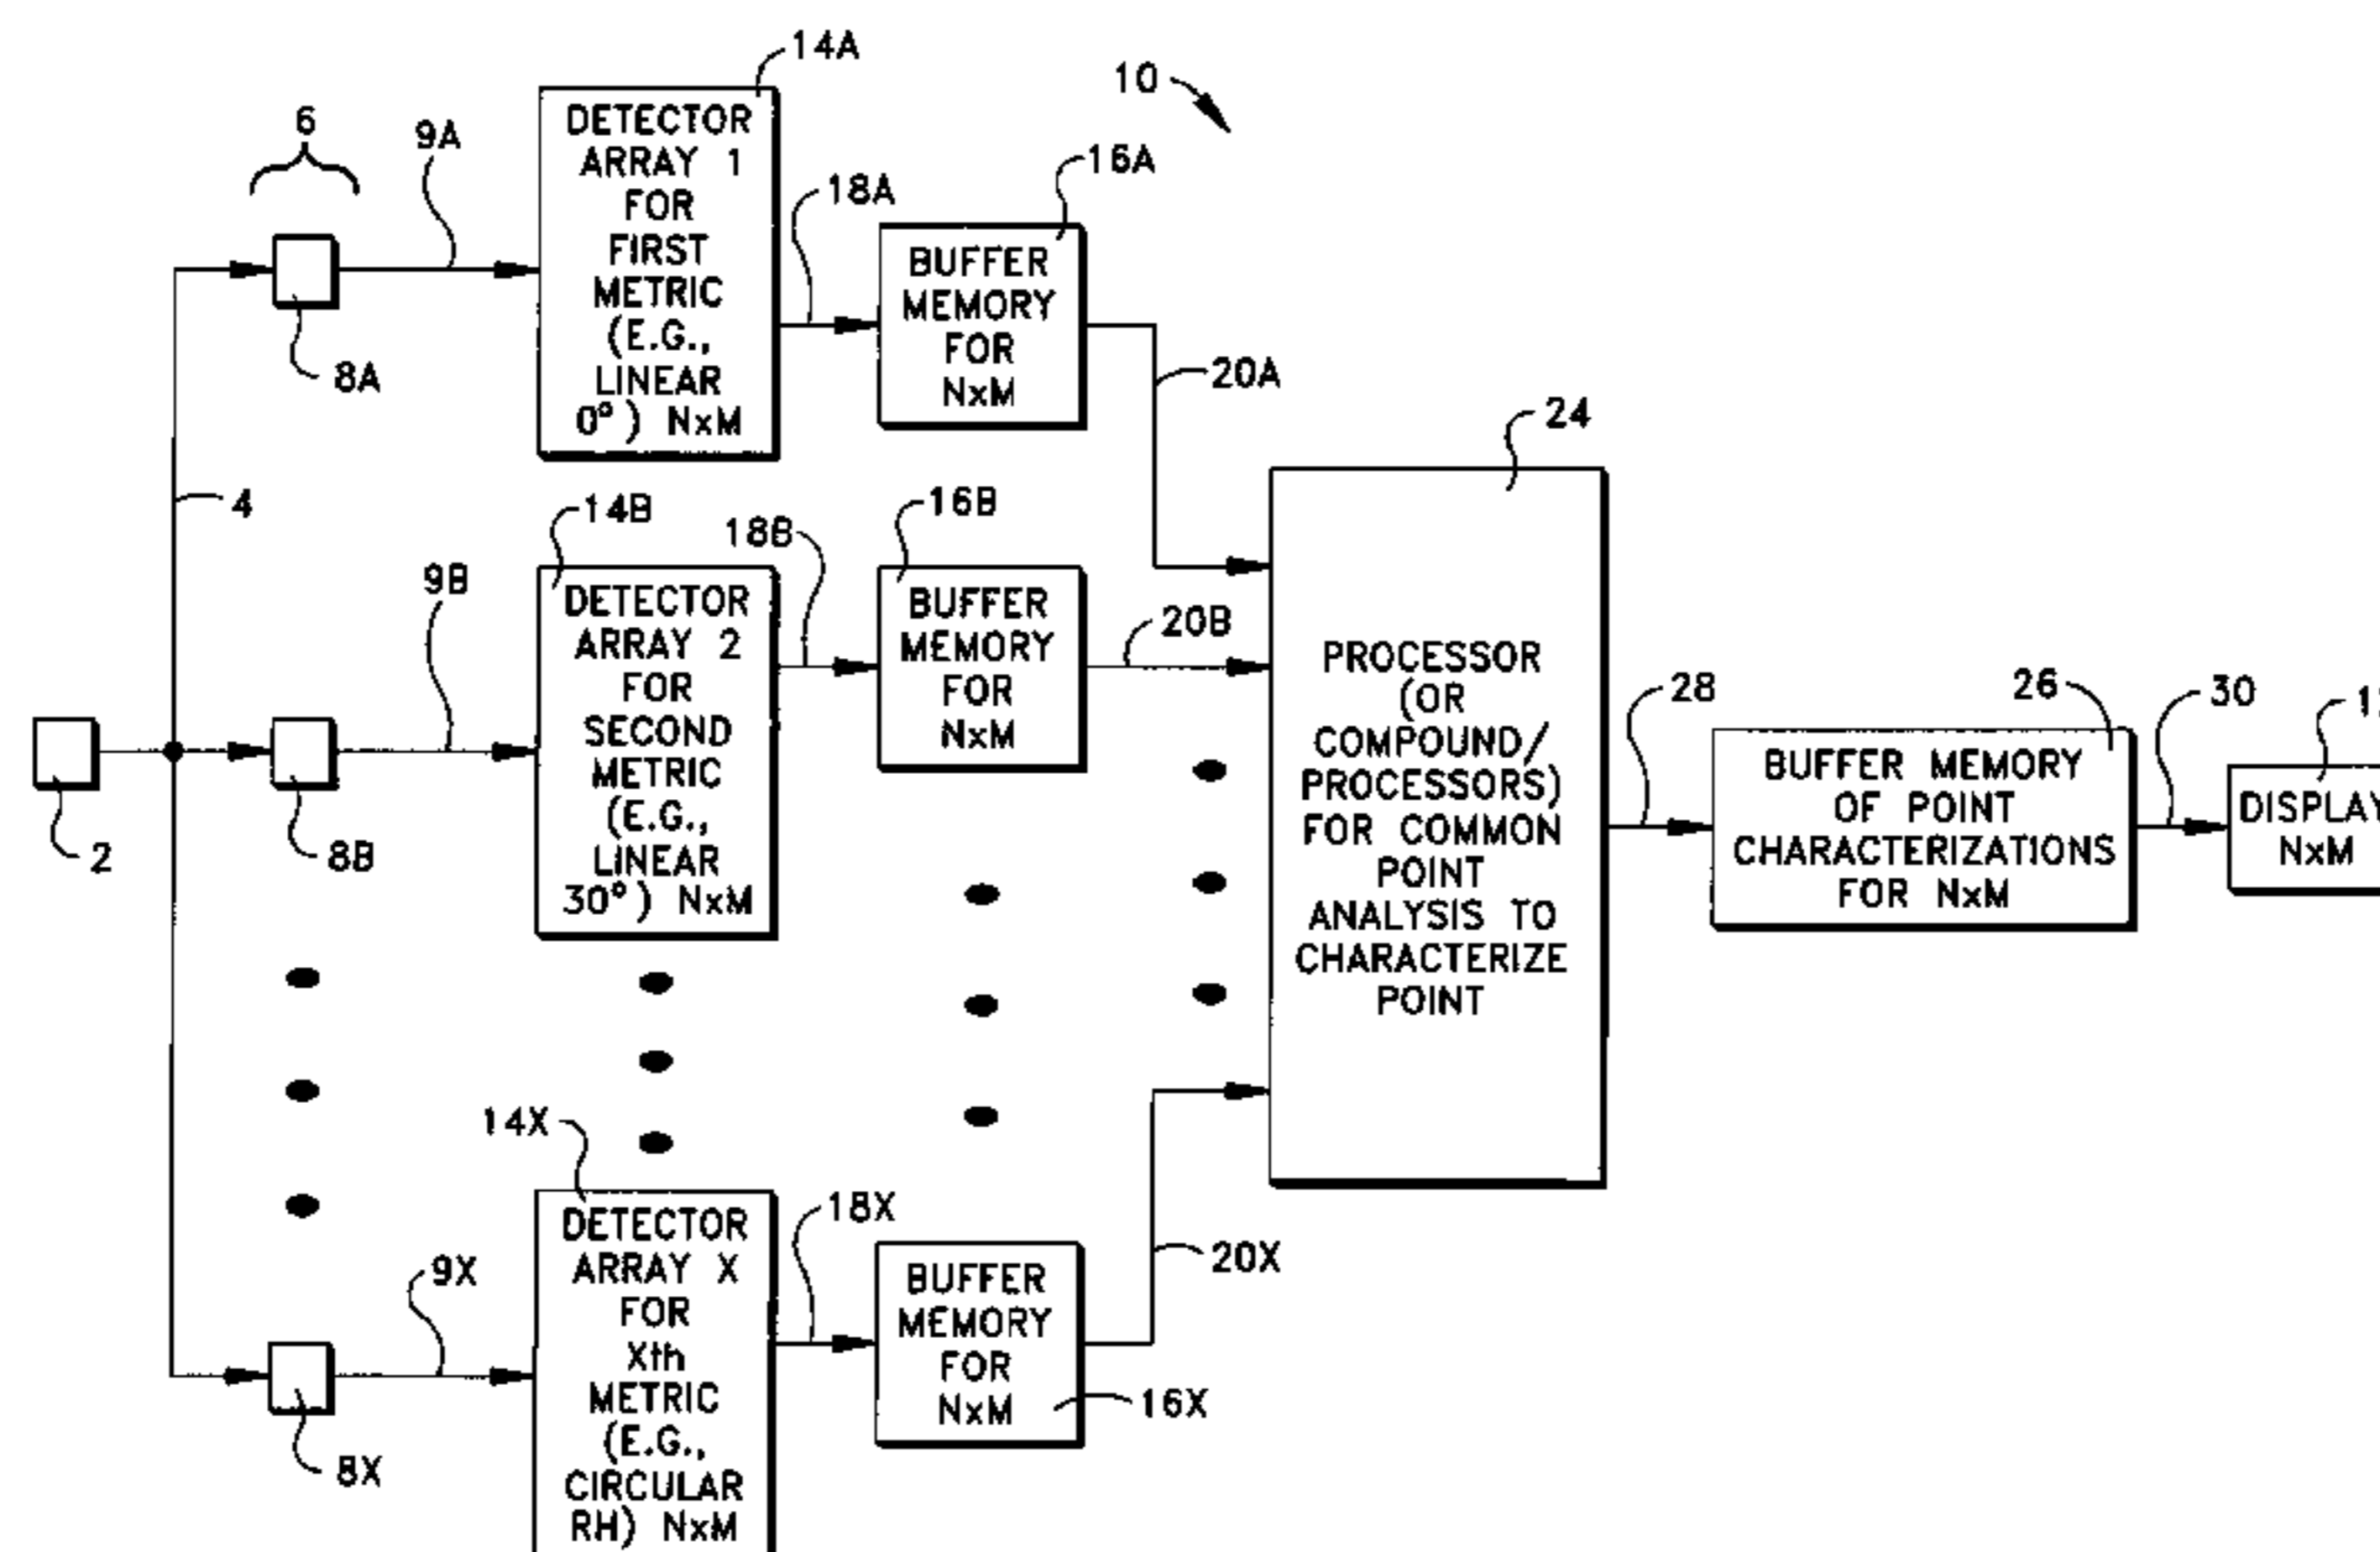 14A
10
6
9A
DETECTOR
ARRAY 1
FOR
FIRST
METRIC
(E.G.,
LINEAR
0°) NxM
16A
18A
BUFFER
MEMORY
FOR
NxM
8A
20A
24
4
14B
18B
16B
9B
DETECTOR
ARRAY 2
FOR
SECOND
METRIC
(E.G.,
LINEAR
30°) NxM
BUFFER
MEMORY
FOR
NxM
20B
PROCESSOR
(OR
COMPOUND/
PROCESSORS)
FOR COMMON
POINT
ANALYSIS TO
CHARACTERIZE
POINT
28
26
30
BUFFER MEMORY
OF POINT
CHARACTERIZATIONS
FOR NxM
DISPLAY
NxM
2
8B
14X
18X
9X
DETECTOR
ARRAY X
FOR
Xth
METRIC
(E.G.,
CIRCULAR
RH) NxM
BUFFER
MEMORY
FOR
NxM
20X
16X
8X